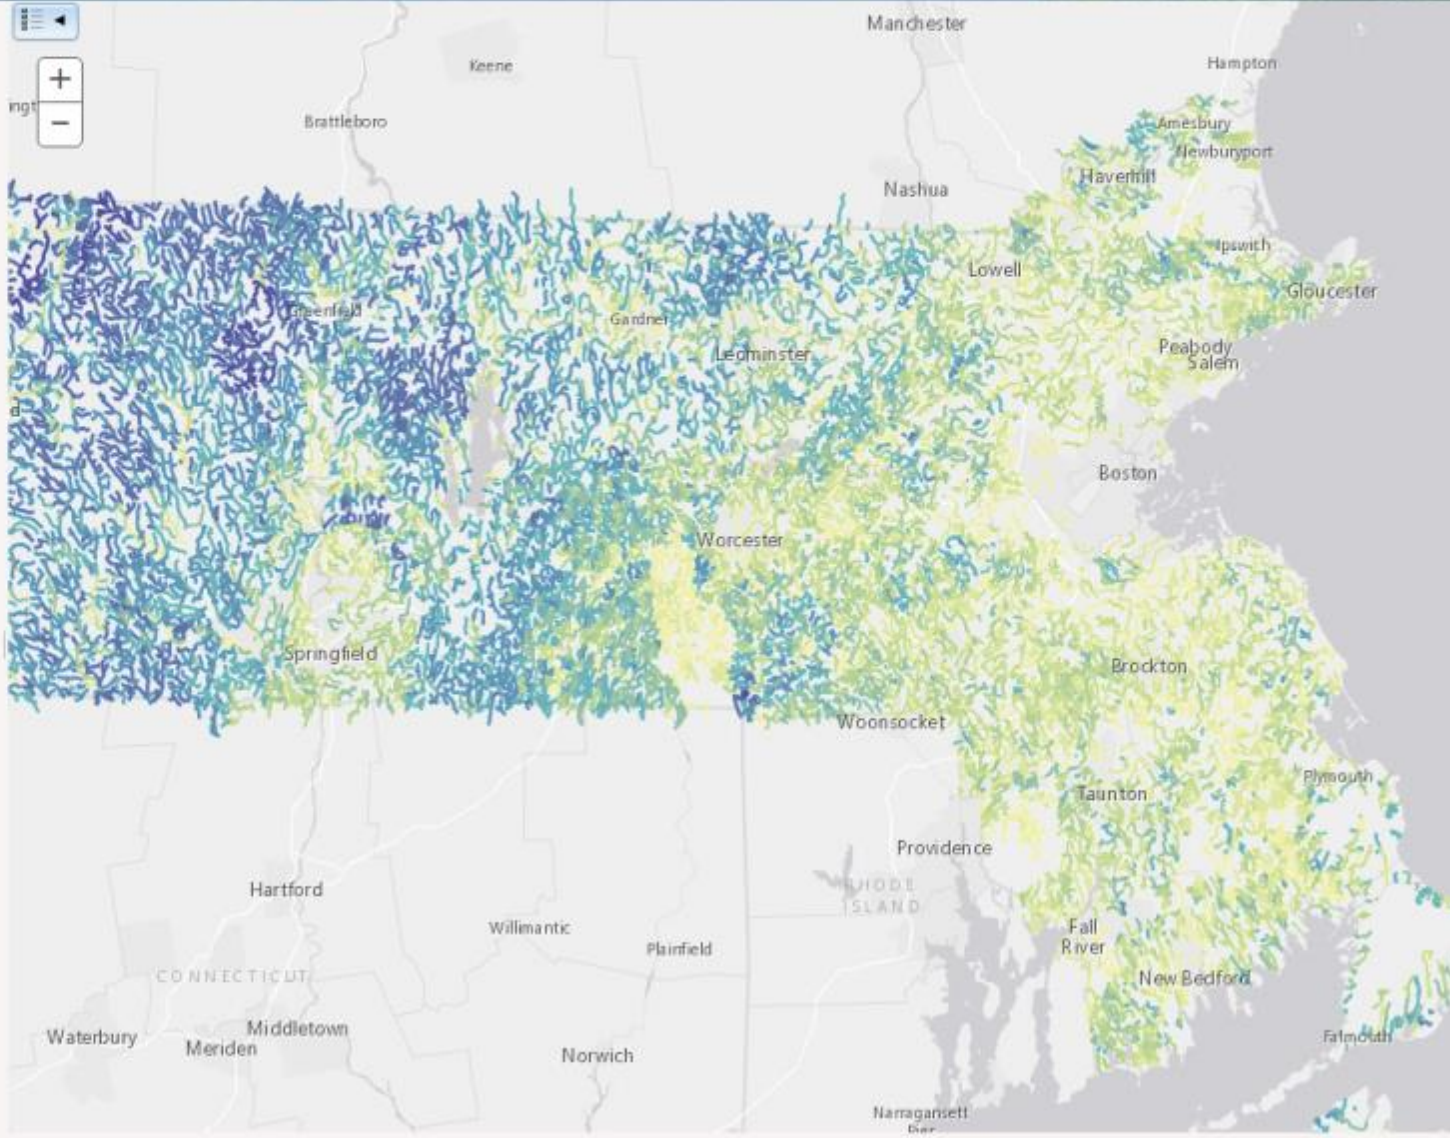 Manchester
Keene
Hampton
ingt
Brattleboro
Amesbury
Newburyport
Haverhill
Nashua
Ipswich
Lowell
Gloucester
Greenfield
Gardner
Leominster
Peabody
Salem
d
Boston
Worcester
Springfield
Brockton
Woonsocket
Plymouth
Taunton
Providence
RHODE
ISLAND
Hartford
Willimantic
Fall
River
Plainfield
CONNECTICUT
New Bedford
Waterbury
Middletown
Meriden
Norwich
Falmouth
Narragansett
Pier